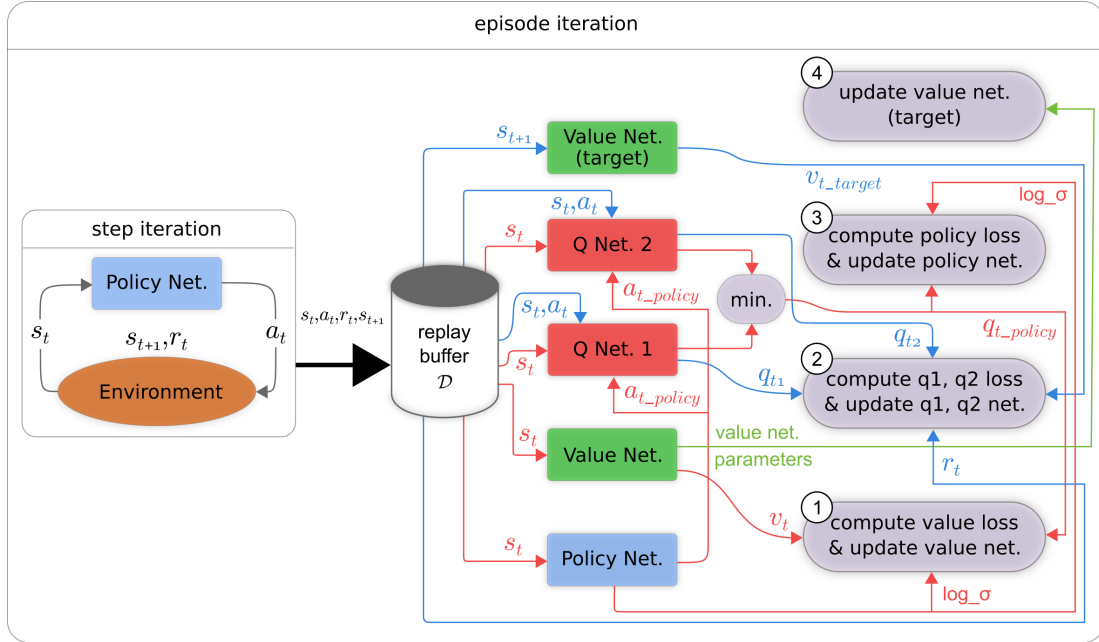 episode iteration
step iteration
Policy Net.
s_t
a_t
s_{t+1},r_t
Environment
s_t,a_t,r_t,s_{t+1}
replay
buffer
𝒟
s_{t+1}
Value Net.
(target)
s_t,a_t
s_t
Q Net. 2
a_{t\_policy}
s_t,a_t
s_t
Q Net. 1
a_{t\_policy}
s_t
Value Net.
s_t
Policy Net.
min.
value net.
parameters
v_t
q_{t1}
q_{t2}
v_{t\_target}
q_{t\_policy}
4
update value net.
(target)
log_σ
3
compute policy loss
& update policy net.
2
compute q1, q2 loss
& update q1, q2 net.
r_t
1
compute value loss
& update value net.
log_σ